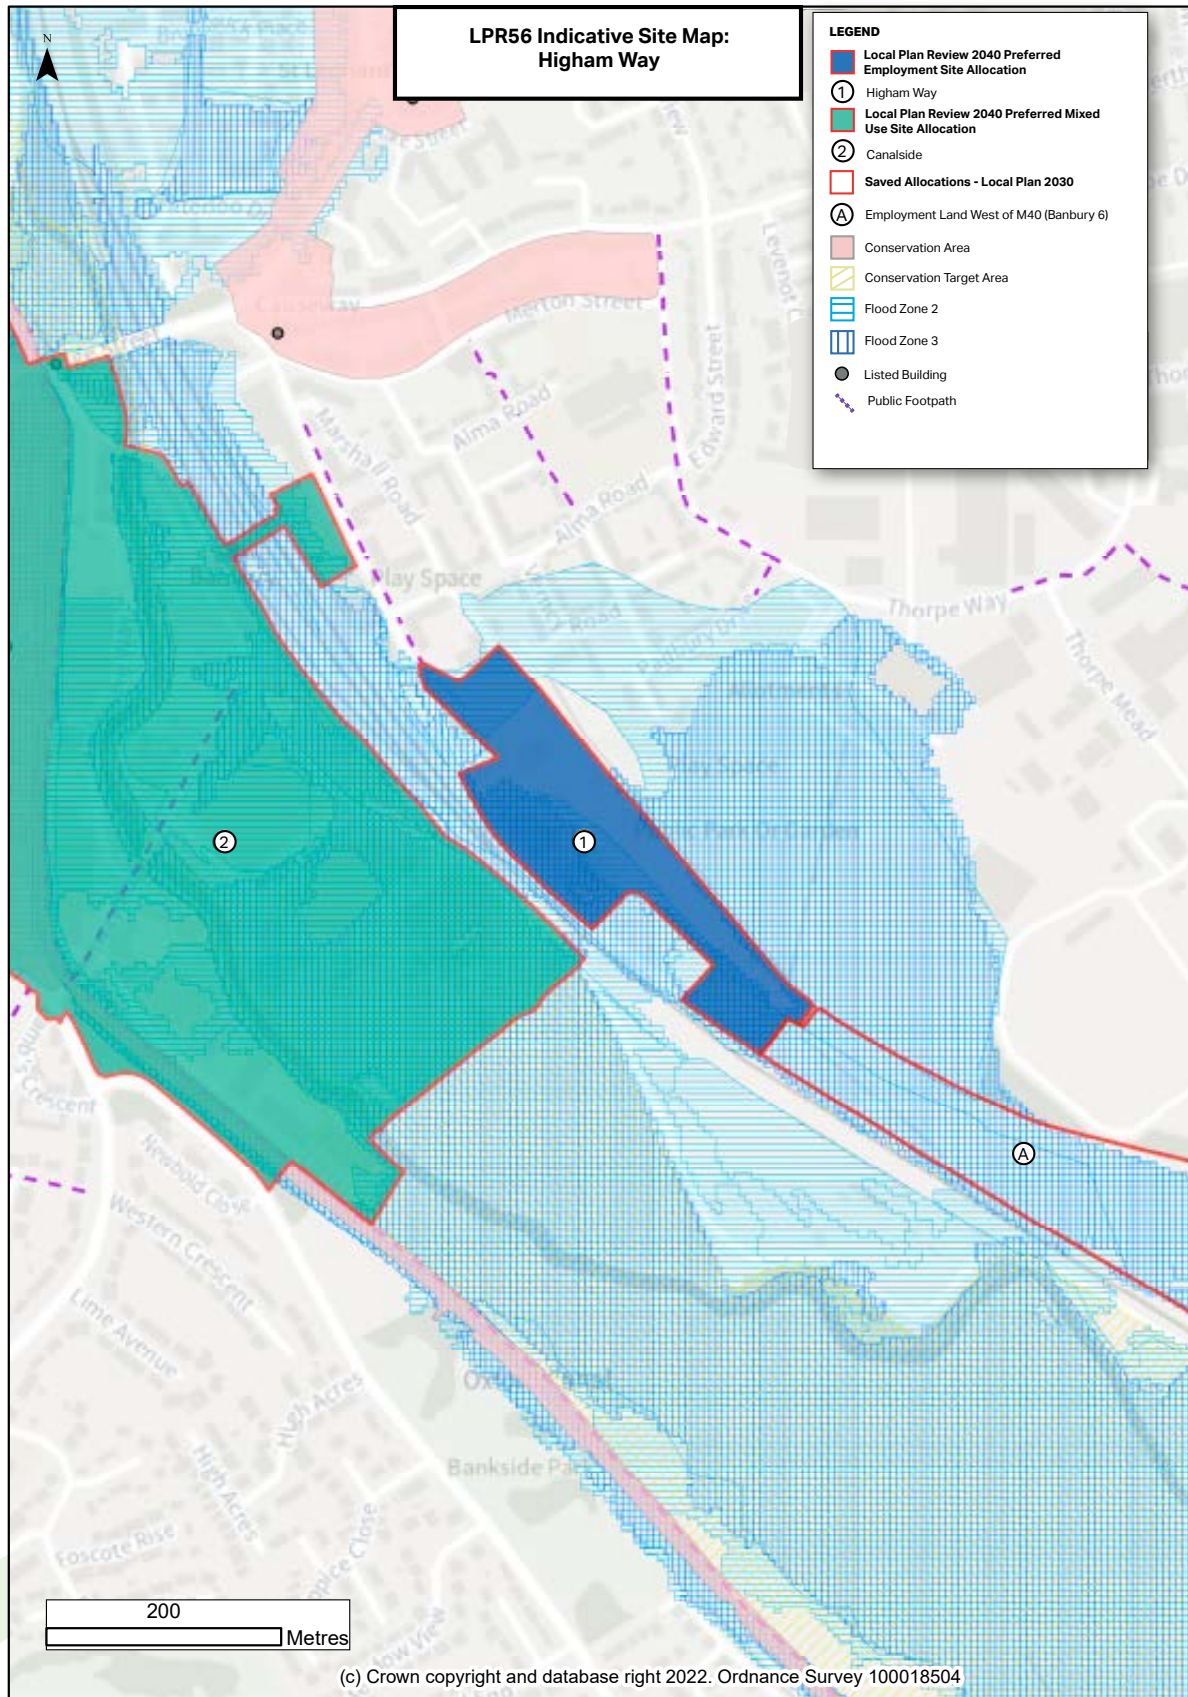 LPR56 Indicative Site Map:
Higham Way
N
LEGEND
Local Plan Review 2040 Preferred
Employment Site Allocation
1 Higham Way
Local Plan Review 2040 Preferred Mixed
Use Site Allocation
2 Canalside
Saved Allocations - Local Plan 2030
A Employment Land West of M40 (Banbury 6)
Conservation Area
Conservation Target Area
Flood Zone 2
Flood Zone 3
Listed Building
Public Footpath
Causeway
Merton Street
Marshall Road
Alma Road
Alma Road
Edward Street
Play Space
Road
Thorpe Way
Thorpe Mead
2
1
A
Crescent
Newbold Close
Western Crescent
Lime Avenue
High Acres
High Acres
Bankside Park
Foscote Rise
200
Metres
(c) Crown copyright and database right 2022. Ordnance Survey 100018504